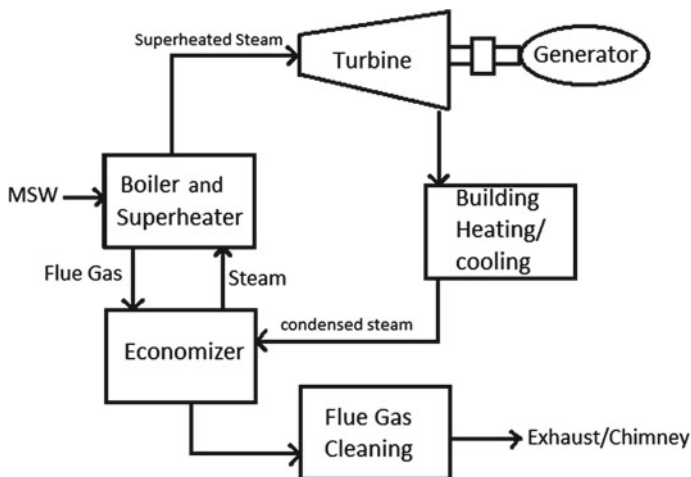 Superheated Steam
Turbine
Generator
MSW
Boiler and
Superheater
Building
Heating/
cooling
Flue Gas
Steam
condensed steam
Economizer
Flue Gas
Cleaning
Exhaust/Chimney